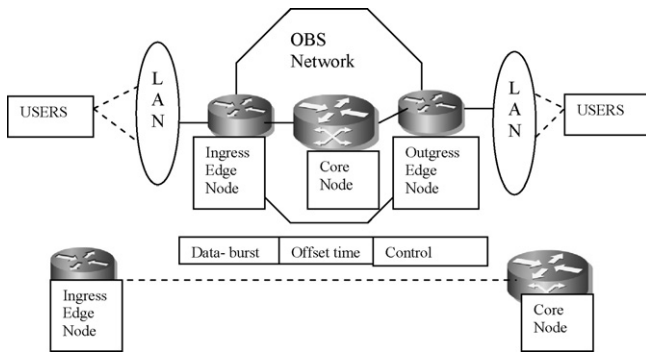 OBS
Network
USERS
L
A
N
Ingress
Edge
Node
Core
Node
Outgress
Edge
Node
L
A
N
USERS
Data- burst
Offset time
Control
Ingress
Edge
Node
Core
Node